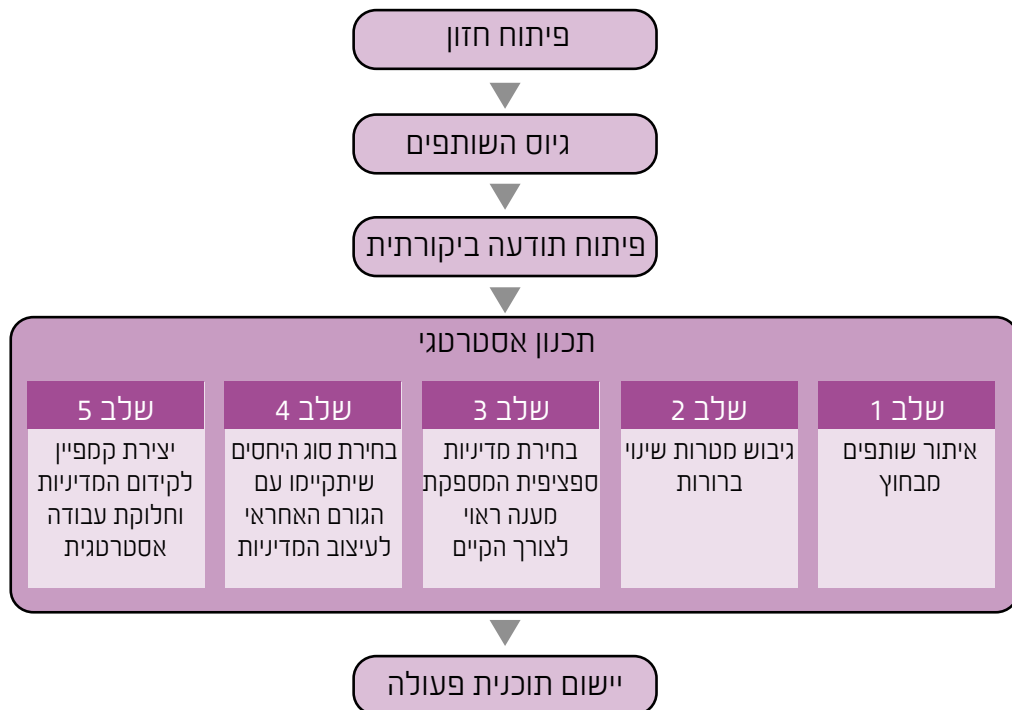 פיתוח חזון
גיוס השותפים
פיתוח תודעה ביקורתית
תכנון אסטרטגי
שלב 1
איתור שותפים
מבחוץ
שלב 2
גיבוש מטרות שינוי
ברורות
שלב 3
בחירת מדיניות
ספציפית המספקת
מענה ראוי
לצורך הקיים
שלב 4
בחירת סוג היחסים
שיתקיימו עם
הגורם האחראי
לעיצוב המדיניות
שלב 5
יצירת קמפיין
לקידום המדיניות
וחלוקת עבודה
אסטרטגית
יישום תוכנית פעולה